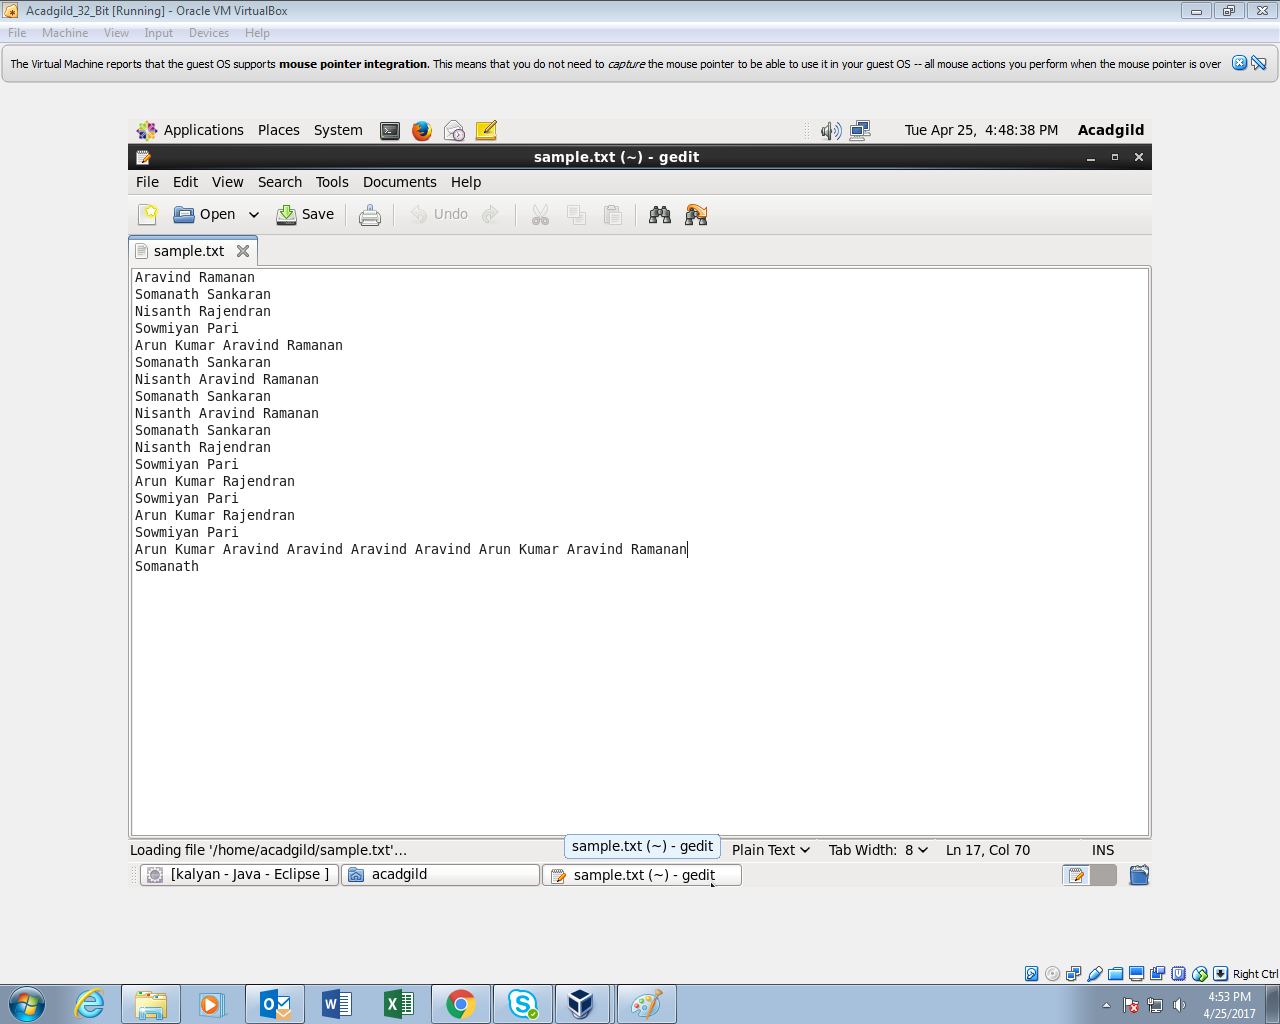 Acadgild_32_Bit [Running] - Oracle VM VirtualBox
File Machine View Input Devices Help
The Virtual Machine reports that the guest OS supports mouse pointer integration. This means that you do not need to capture the mouse pointer to be able to use it in your guest OS -- all mouse actions you perform when the mouse pointer is over
Applications Places System Tue Apr 25, 4:48:38 PM Acadgild
sample.txt (~) - gedit
File Edit View Search Tools Documents Help
Open Save Undo
sample.txt
Aravind Ramanan
Somanath Sankaran
Nisanth Rajendran
Sowmiyan Pari
Arun Kumar Aravind Ramanan
Somanath Sankaran
Nisanth Aravind Ramanan
Somanath Sankaran
Nisanth Aravind Ramanan
Somanath Sankaran
Nisanth Rajendran
Sowmiyan Pari
Arun Kumar Rajendran
Sowmiyan Pari
Arun Kumar Rajendran
Sowmiyan Pari
Arun Kumar Aravind Aravind Aravind Aravind Arun Kumar Aravind Ramanan
Somanath
Loading file '/home/acadgild/sample.txt'... sample.txt (~) - gedit Plain Text Tab Width: 8 Ln 17, Col 70 INS
[kalyan - Java - Eclipse ] acadgild sample.txt (~) - gedit
Right Ctrl
4:53 PM
4/25/2017